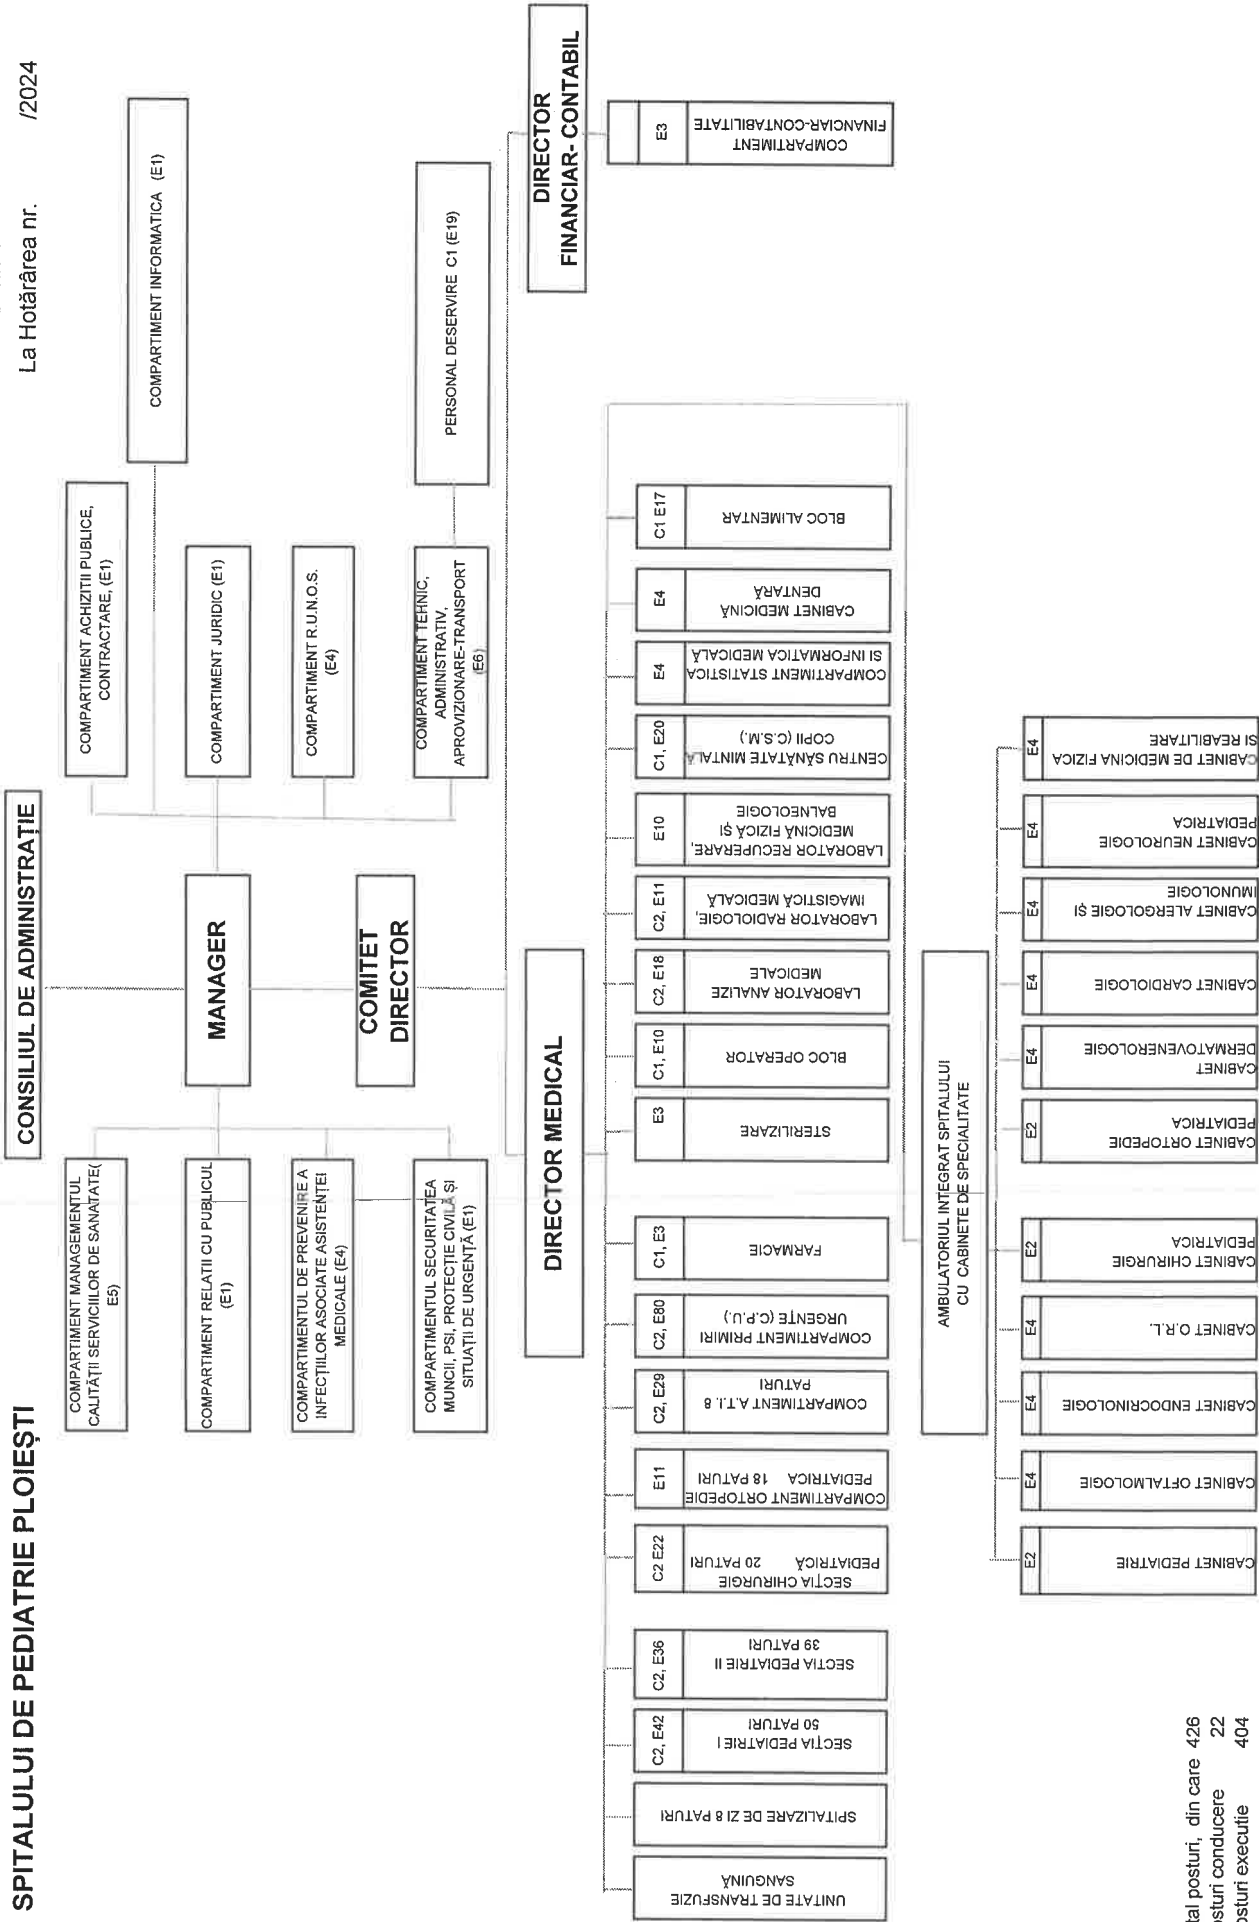 SPITALULUI DE PEDIATRIE PLOIEȘTI
La Hotărârea nr. /2024
CONSILIUL DE ADMINISTRAȚIE
MANAGER
COMITET
DIRECTOR
COMPARTIMENT MANAGEMENTUL
CALITĂȚII SERVICIILOR DE SANATATE(
E5)
COMPARTIMENT RELATII CU PUBLICUL
(E1)
COMPARTIMENTUL DE PREVENIRE A
INFECȚIILOR ASOCIATE ASISTENȚEI
MEDICALE (E4)
COMPARTIMENTUL SECURITATEA
MUNCII, PSI, PROTECȚIE CIVILĂ ȘI
SITUAȚII DE URGENȚĂ (E1)
COMPARTIMENT ACHIZITII PUBLICE,
CONTRACTARE, (E1)
COMPARTIMENT INFORMATICA (E1)
COMPARTIMENT JURIDIC (E1)
COMPARTIMENT R.U.N.O.S.
(E4)
COMPARTIMENT TEHNIC,
ADMINISTRATIV,
APROVIZIONARE-TRANSPORT
(E6)
PERSONAL DESERVIRE C1 (E19)
DIRECTOR MEDICAL
DIRECTOR
FINANCIAR- CONTABIL
E3
COMPARTIMENT
FINANCIAR-CONTABILITATE
UNITATE DE TRANSFUZIE
SANGUINĂ
SPITALIZARE DE ZI 8 PATURI
C2, E42
SECȚIA PEDIATRIE I
50 PATURI
C2, E36
SECTIA PEDIATRIE II
39 PATURI
C2 E22
SECȚIA CHIRURGIE
PEDIATRICĂ 20 PATURI
E11
COMPARTIMENT ORTOPEDIE
PEDIATRICA 18 PATURI
C2, E29
COMPARTIMENT A.T.I. 8
PATURI
C2, E80
COMPARTIMENT PRIMIRI
URGENȚE (C.P.U.)
C1, E3
FARMACIE
E3
STERILIZARE
C1, E10
BLOC OPERATOR
C2, E18
LABORATOR ANALIZE
MEDICALE
C2, E11
LABORATOR RADIOLOGIE,
IMAGISTICĂ MEDICALĂ
E10
LABORATOR RECUPERARE,
MEDICINĂ FIZICĂ ȘI
BALNEOLOGIE
C1, E20
CENTRU SĂNĂTATE MINTALĂ
COPII (C.S.M.)
E4
COMPARTIMENT STATISTICA
SI INFORMATICA MEDICALĂ
E4
CABINET MEDICINĂ
DENTARĂ
C1 E17
BLOC ALIMENTAR
AMBULATORIUL INTEGRAT SPITALULUI
CU CABINETE DE SPECIALITATE
E2
CABINET PEDIATRIE
E4
CABINET OFTALMOLOGIE
E4
CABINET ENDOCRINOLOGIE
E4
CABINET O.R.L.
E2
CABINET CHIRURGIE
PEDIATRICA
E2
CABINET ORTOPEDIE
PEDIATRICA
E4
CABINET
DERMATOVENEROLOGIE
E4
CABINET CARDIOLOGIE
E4
CABINET ALERGOLOGIE ȘI
IMUNOLOGIE
E4
CABINET NEUROLOGIE
PEDIATRICA
E4
CABINET DE MEDICINA FIZICA
SI REABILITARE
tal posturi, din care 426
osturi conducere 22
osturi executie 404